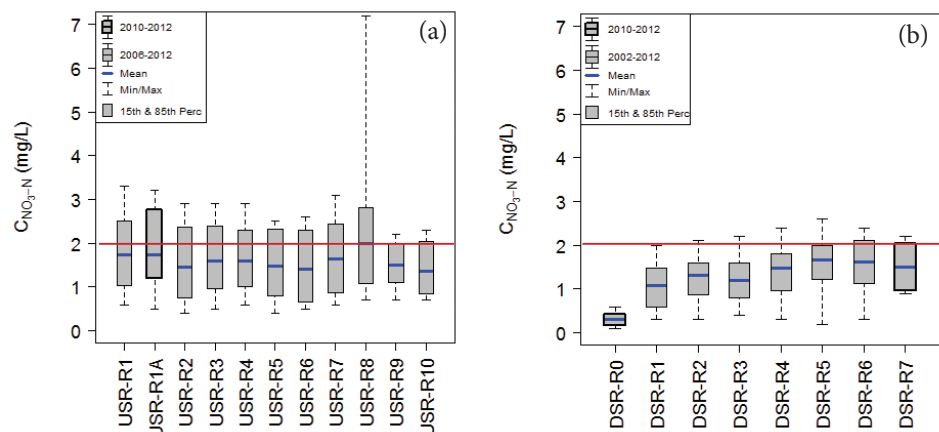 (a)
2010-2012
2006-2012
Mean
Min/Max
15th & 85th Perc
C_NO3−N (mg/L)
7
6
5
4
3
2
1
0
USR-R1
USR-R1A
USR-R2
USR-R3
USR-R4
USR-R5
USR-R6
USR-R7
USR-R8
USR-R9
USR-R10
(b)
2010-2012
2002-2012
Mean
Min/Max
15th & 85th Perc
C_NO3−N (mg/L)
7
6
5
4
3
2
1
0
DSR-R0
DSR-R1
DSR-R2
DSR-R3
DSR-R4
DSR-R5
DSR-R6
DSR-R7